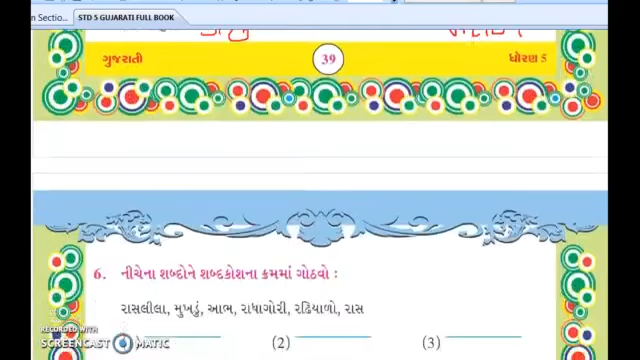 STD 5 GUJARATI FULL BOOK
ગુજરાતી 39 ધોરણ 5
6. નીચેના શબ્દોને શબ્દકોશના ક્રમમાં ગોઠવો :
રાસલીલા, મુખડું, આભ, રાધાગોરી, રઢિયાળો, રાસ
(2) (3)
RECORDED WITH
SCREENCAST MATIC